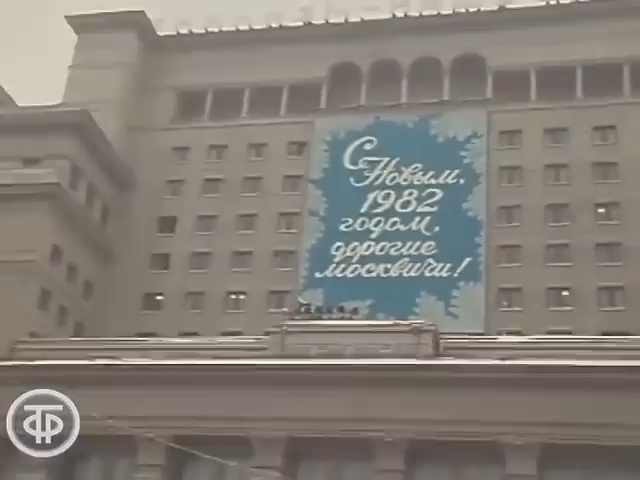 С
Новым,
1982
годом,
дорогие
москвичи!